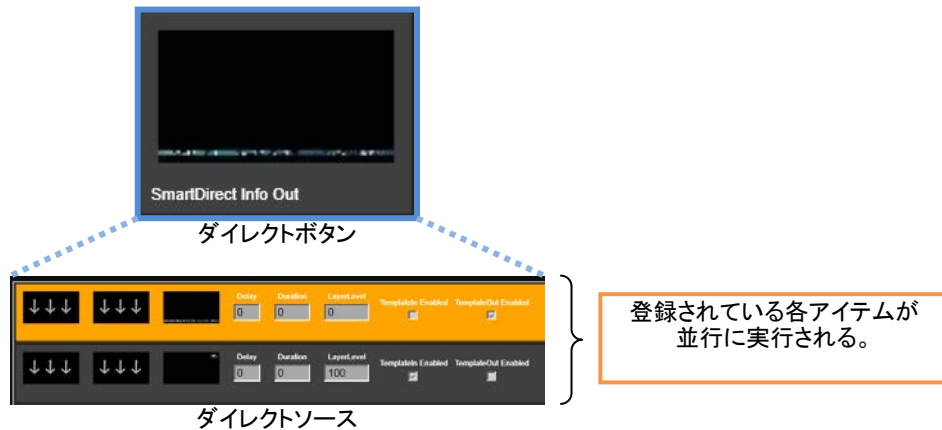 SmartDirect Info Out
ダイレクトボタン
↓↓↓ ↓↓↓ Delay Duration LayerLevel TemplateIn Enabled TemplateOut Enabled
0 0 0
↓↓↓ ↓↓↓ Delay Duration LayerLevel TemplateIn Enabled TemplateOut Enabled
0 0 100
ダイレクトソース
登録されている各アイテムが
並行に実行される。